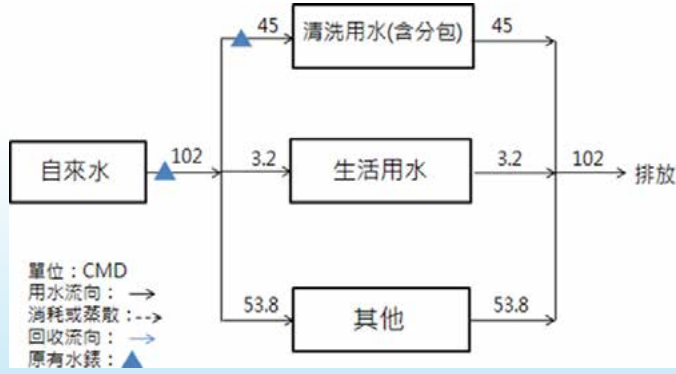 45 清洗用水(含分包) 45
自來水 102 3.2 生活用水 3.2 102 排放
53.8 其他 53.8
單位：CMD
用水流向：
消耗或蒸散：
回收流向：
原有水錶：